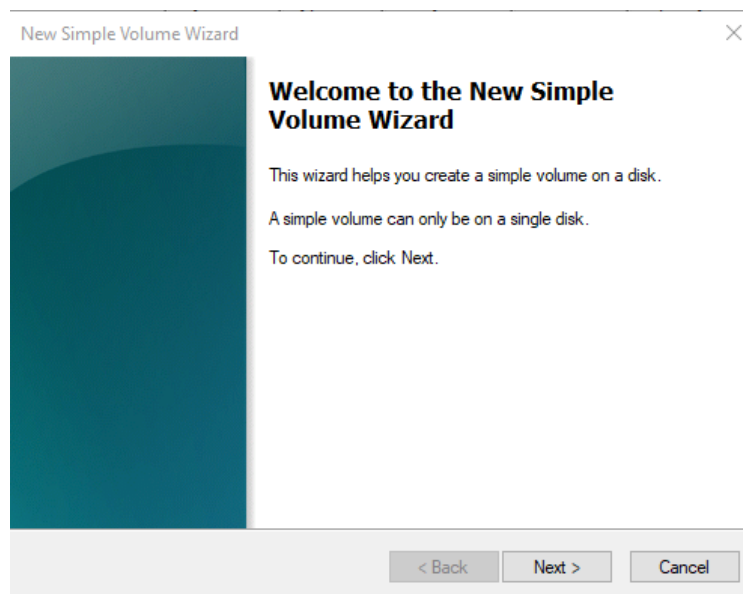 New Simple Volume Wizard
Welcome to the New Simple
Volume Wizard
This wizard helps you create a simple volume on a disk.
A simple volume can only be on a single disk.
To continue, click Next.
< Back
Next >
Cancel